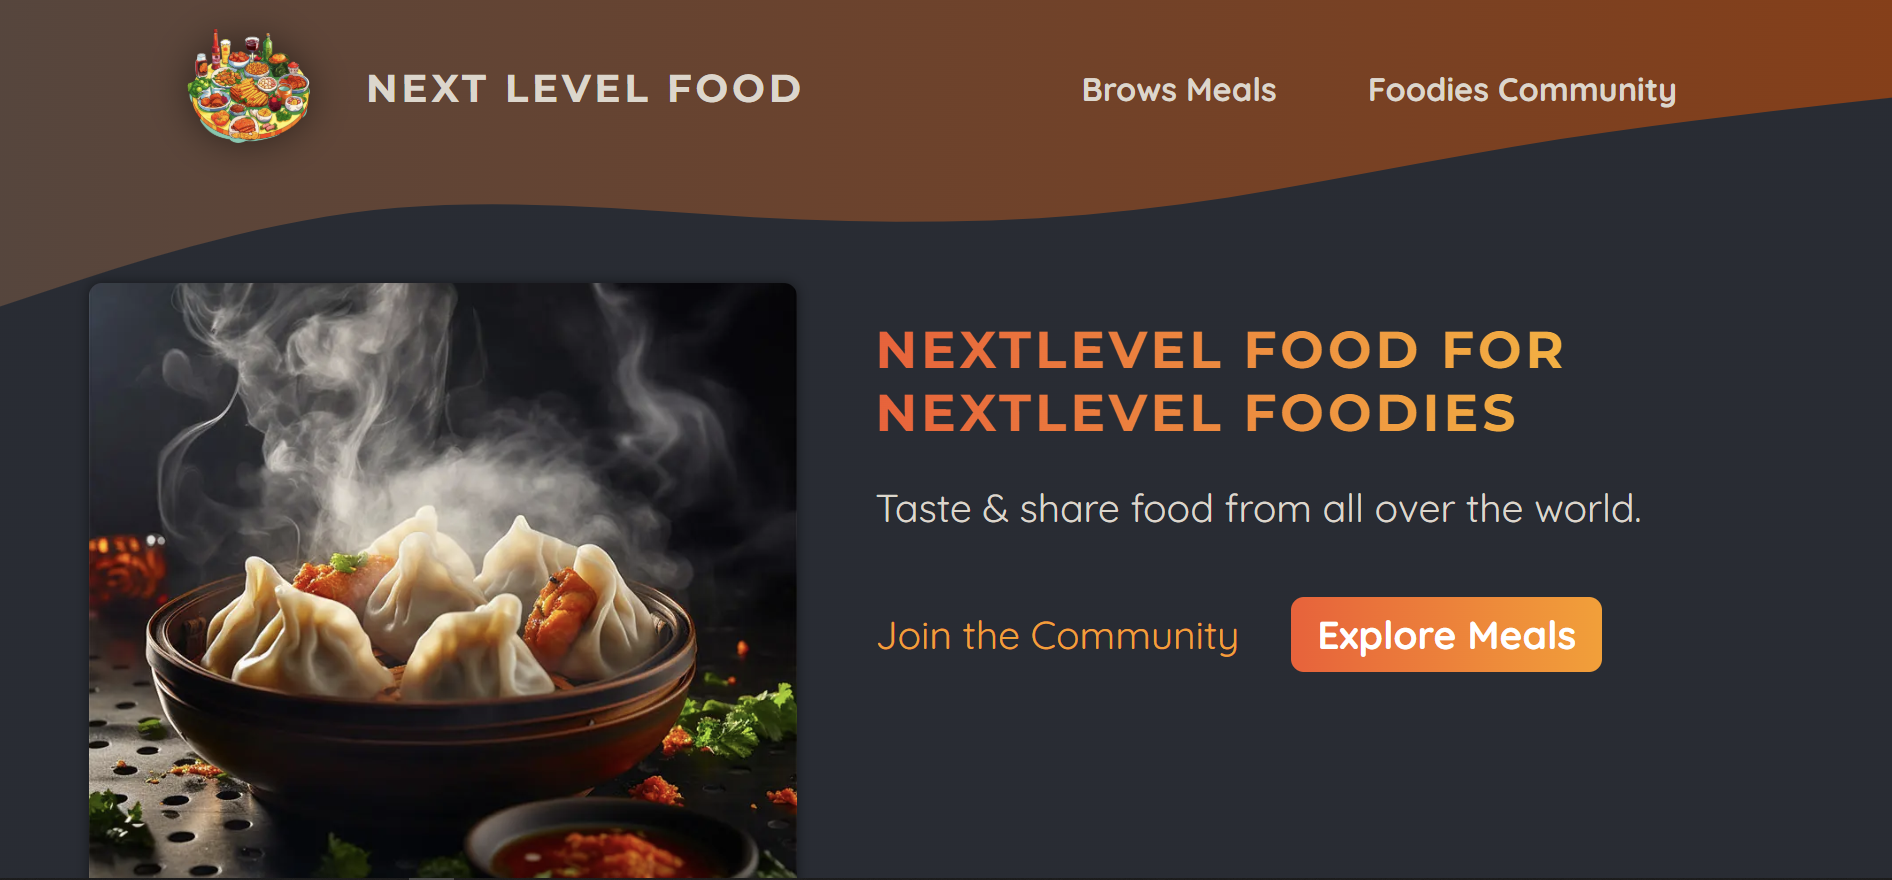 NEXT LEVEL FOOD
Brows Meals
Foodies Community
NEXTLEVEL FOOD FOR
NEXTLEVEL FOODIES
Taste & share food from all over the world.
Join the Community
Explore Meals